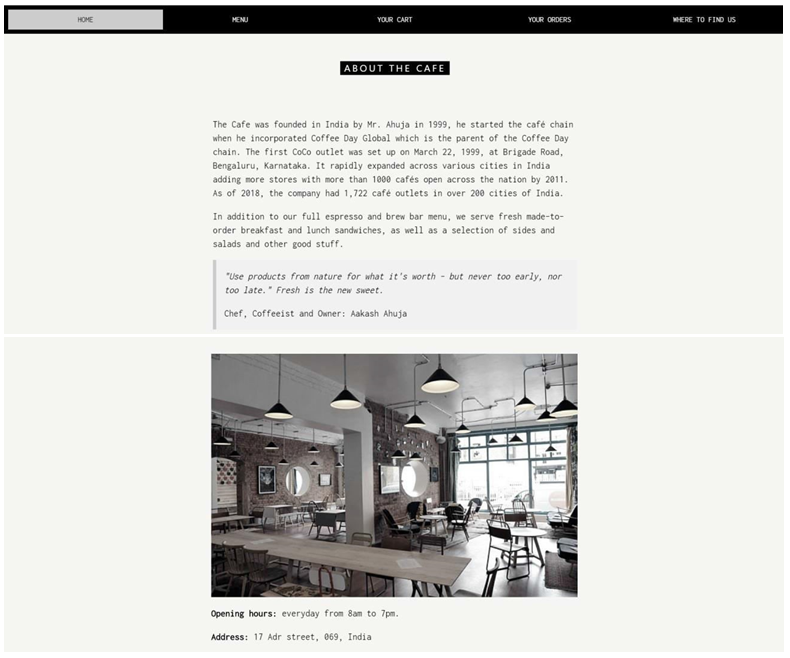 HOME MENU YOUR CART YOUR ORDERS WHERE TO FIND US
ABOUT THE CAFE
The Cafe was founded in India by Mr. Ahuja in 1999, he started the café chain
when he incorporated Coffee Day Global which is the parent of the Coffee Day
chain. The first CoCo outlet was set up on March 22, 1999, at Brigade Road,
Bengaluru, Karnataka. It rapidly expanded across various cities in India
adding more stores with more than 1000 cafés open across the nation by 2011.
As of 2018, the company had 1,722 café outlets in over 200 cities of India.
In addition to our full espresso and brew bar menu, we serve fresh made-to-
order breakfast and lunch sandwiches, as well as a selection of sides and
salads and other good stuff.
"Use products from nature for what it's worth - but never too early, nor
too late." Fresh is the new sweet.
Chef, Coffeeist and Owner: Aakash Ahuja
Opening hours: everyday from 8am to 7pm.
Address: 17 Adr street, 069, India